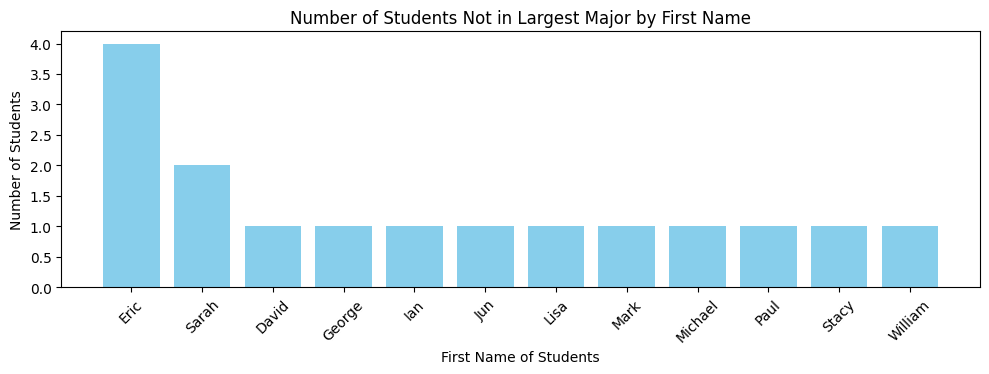 Number of Students Not in Largest Major by First Name
Number of Students
4.0
3.5
3.0
2.5
2.0
1.5
1.0
0.5
0.0
Eric
Sarah
David
George
Ian
Jun
Lisa
Mark
Michael
Paul
Stacy
William
First Name of Students